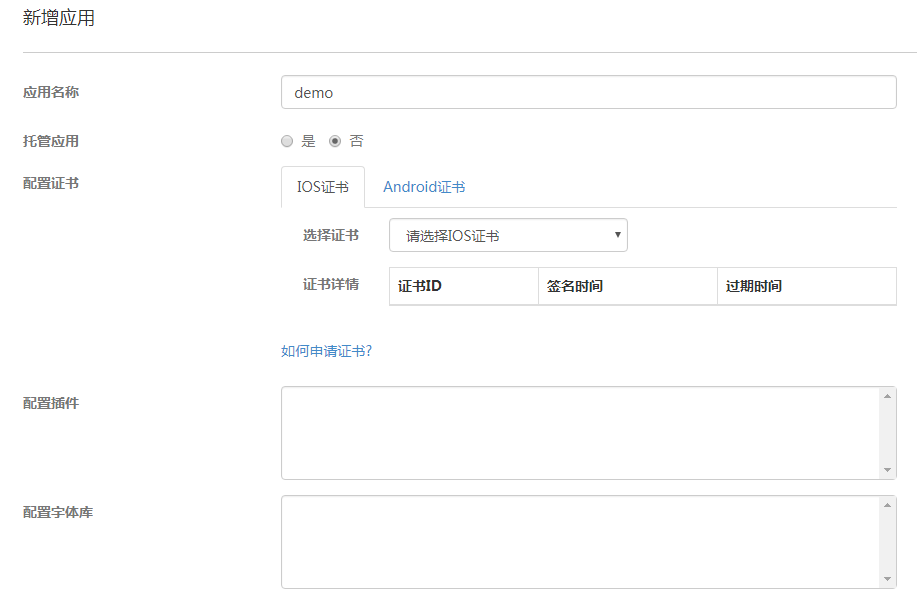 新增应用
应用名称 demo
托管应用 是 否
配置证书 IOS证书 Android证书
选择证书 请选择IOS证书
证书详情 证书ID 签名时间 过期时间
如何申请证书?
配置插件
配置字体库